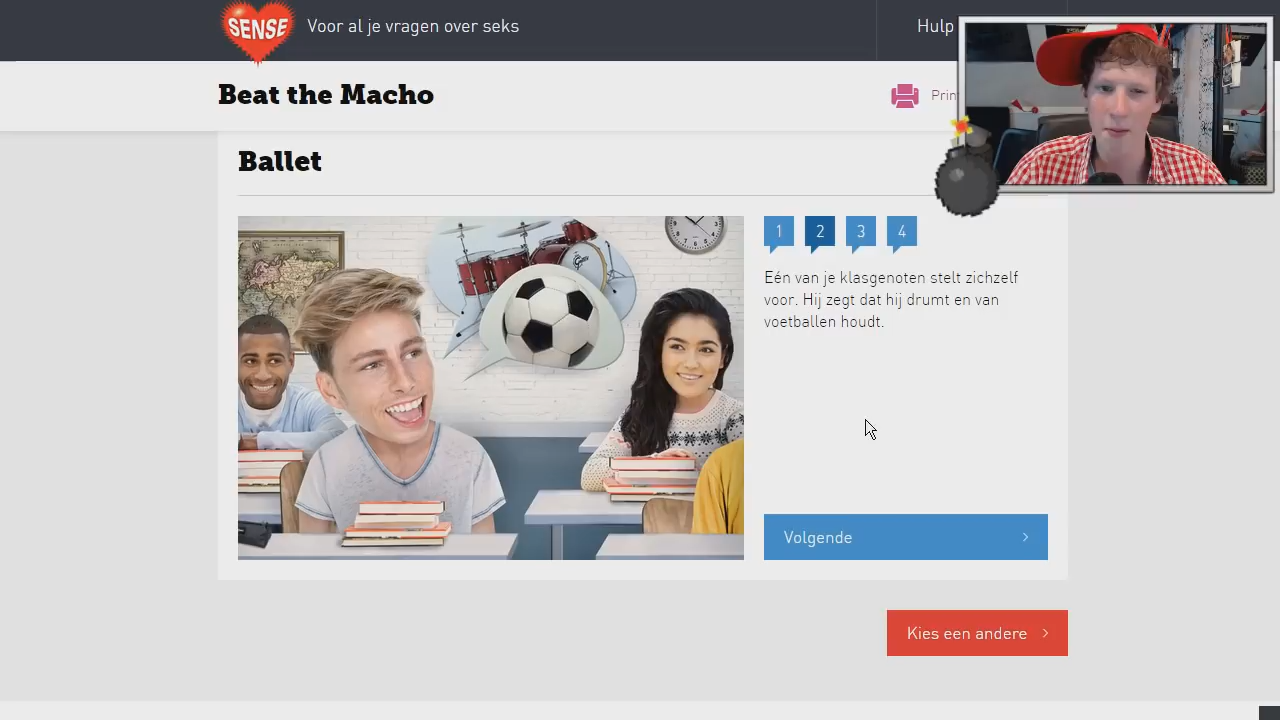 SENSE
Voor al je vragen over seks
Hulp
Beat the Macho
Prin
Ballet
1 2 3 4
Eén van je klasgenoten stelt zichzelf
voor. Hij zegt dat hij drumt en van
voetballen houdt.
Volgende
Kies een andere